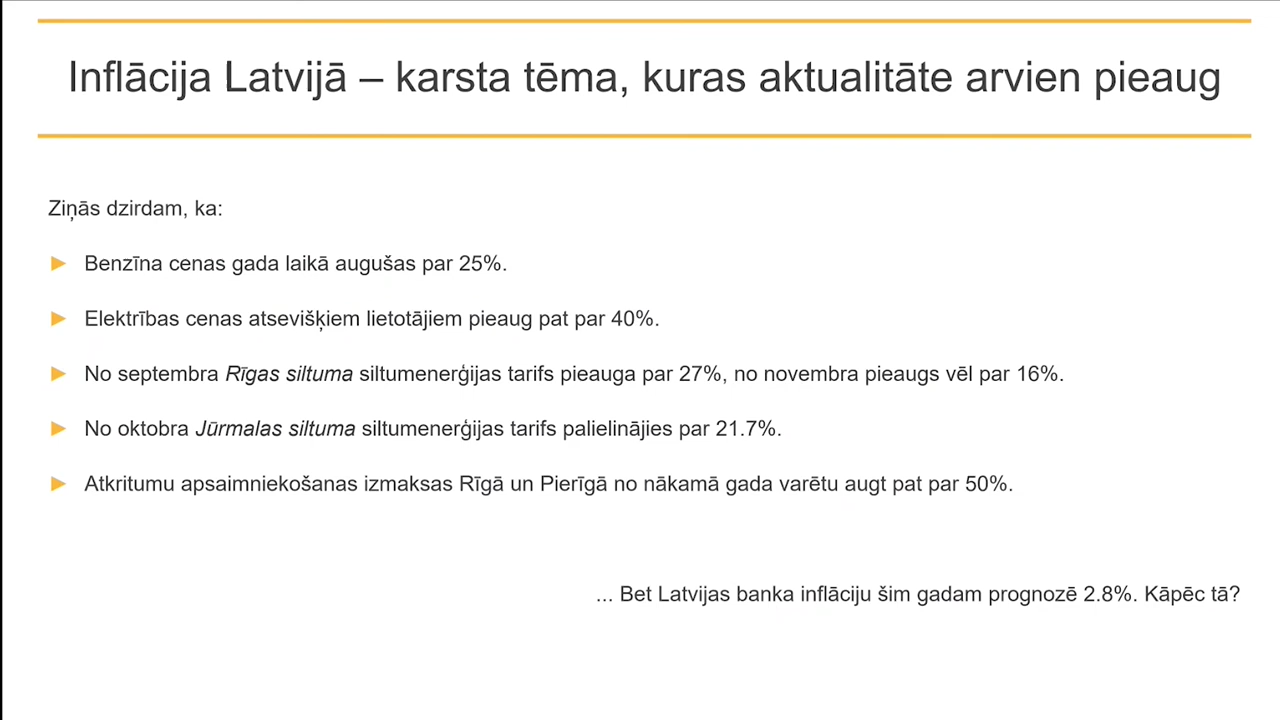 Inflācija Latvijā – karsta tēma, kuras aktualitāte arvien pieaug
Ziņās dzirdam, ka:
► Benzīna cenas gada laikā augušas par 25%.
► Elektrības cenas atsevišķiem lietotājiem pieaug pat par 40%.
► No septembra Rīgas siltuma siltumenerģijas tarifs pieauga par 27%, no novembra pieaugs vēl par 16%.
► No oktobra Jūrmalas siltuma siltumenerģijas tarifs palielinājies par 21.7%.
► Atkritumu apsaimniekošanas izmaksas Rīgā un Pierīgā no nākamā gada varētu augt pat par 50%.
... Bet Latvijas banka inflāciju šim gadam prognozē 2.8%. Kāpēc tā?